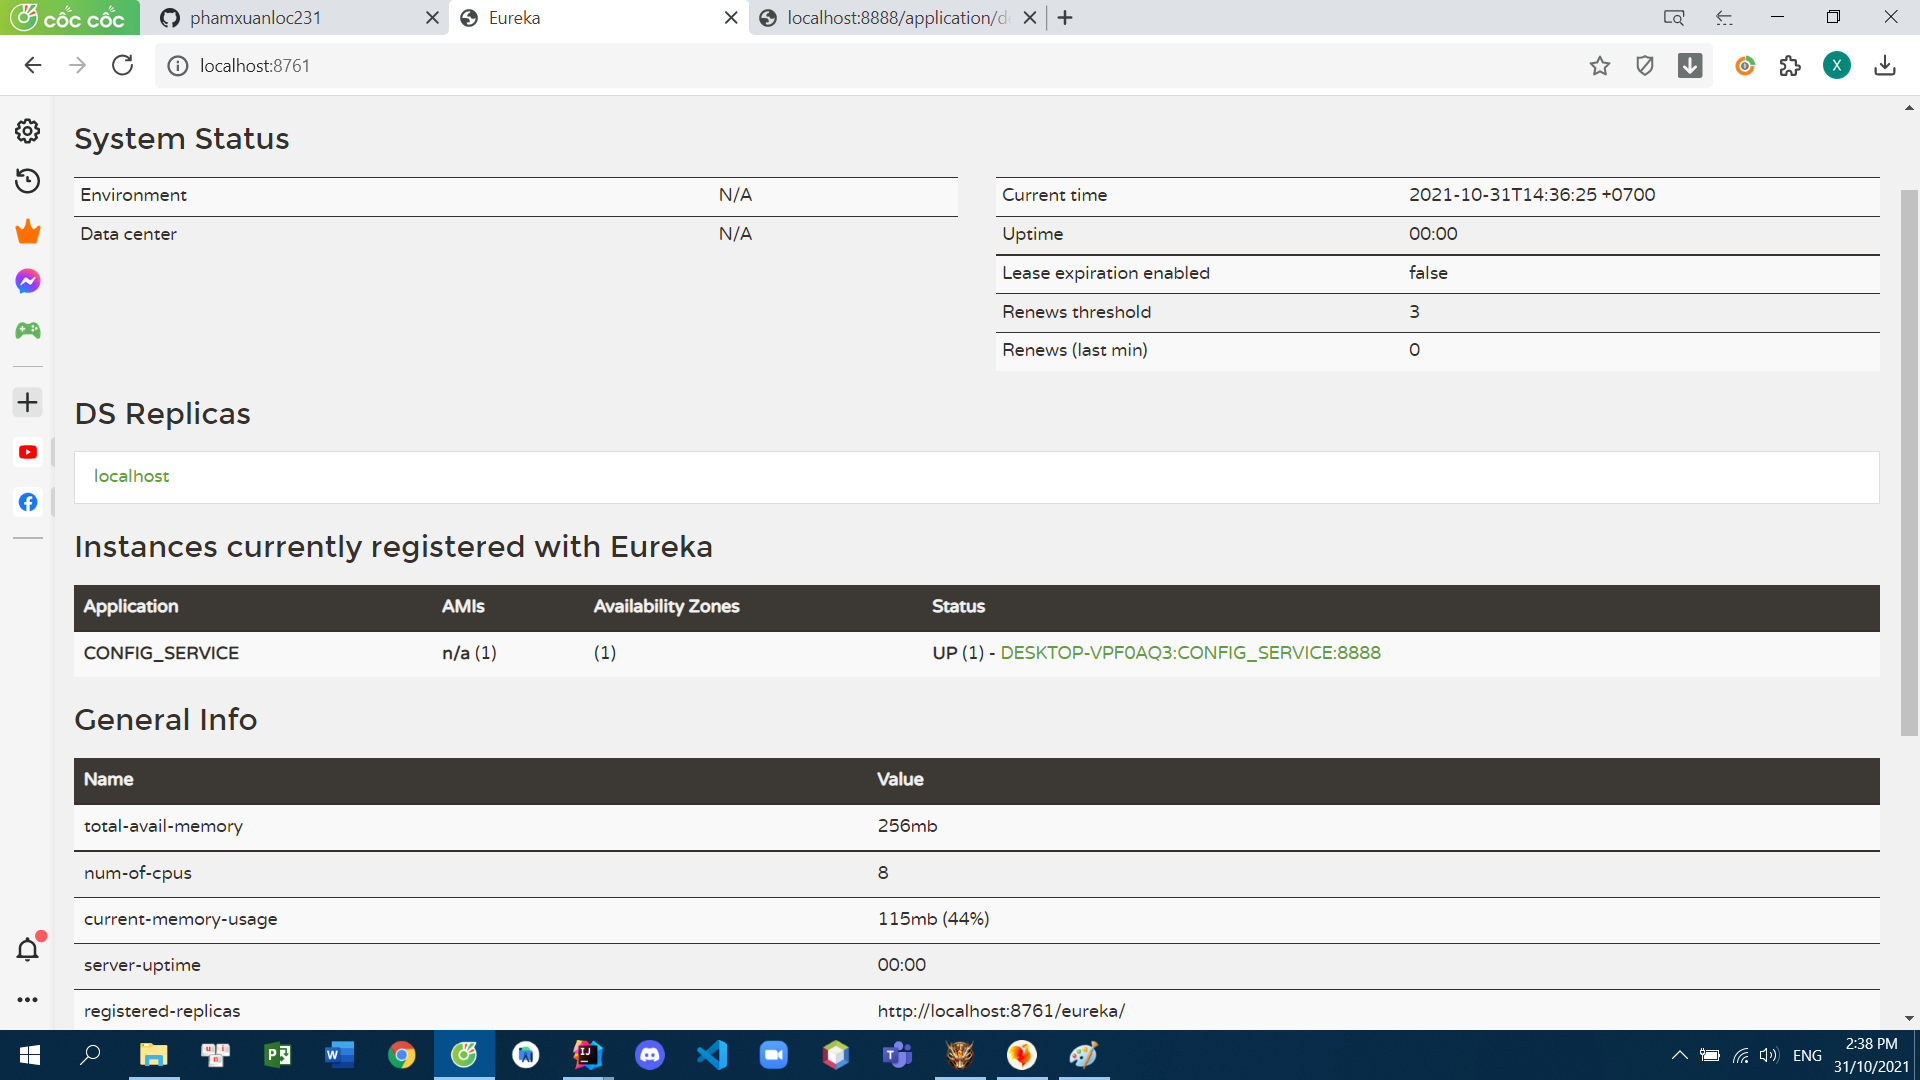 cốc cốc
phamxuanloc231
Eureka
localhost:8888/application/d
localhost:8761
X
System Status
Environment N/A
Data center N/A
Current time 2021-10-31T14:36:25 +0700
Uptime 00:00
Lease expiration enabled false
Renews threshold 3
Renews (last min) 0
DS Replicas
localhost
Instances currently registered with Eureka
Application AMIs Availability Zones Status
CONFIG_SERVICE n/a (1) (1) UP (1) - DESKTOP-VPF0AQ3:CONFIG_SERVICE:8888
General Info
Name Value
total-avail-memory 256mb
num-of-cpus 8
current-memory-usage 115mb (44%)
server-uptime 00:00
registered-replicas http://localhost:8761/eureka/
ENG
2:38 PM
31/10/2021